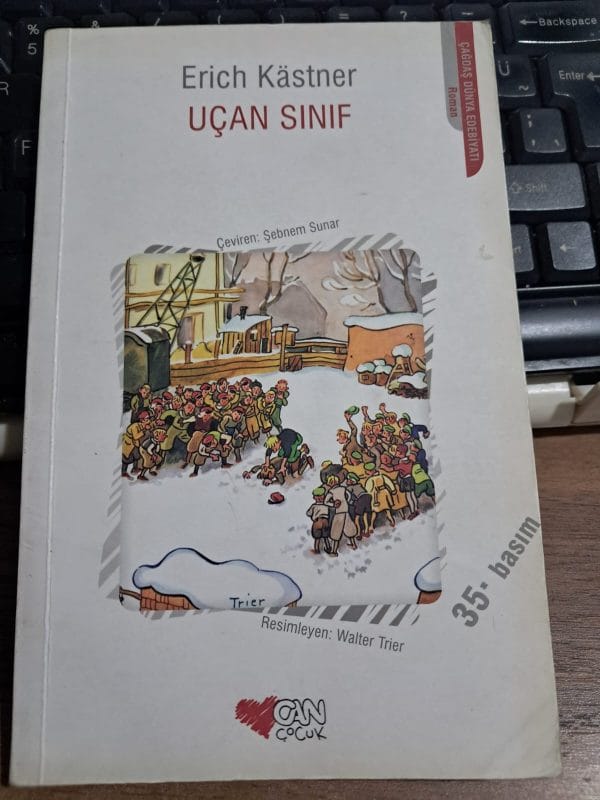 % 5
Backspace
Enter
Ü
Shift
ÇAĞDAŞ DÜNYA EDEBİYATI
Roman
Erich Kästner
UÇAN SINIF
Çeviren: Şebnem Sunar
Trier
Resimleyen: Walter Trier
35. basım
CAN
ÇOCUK